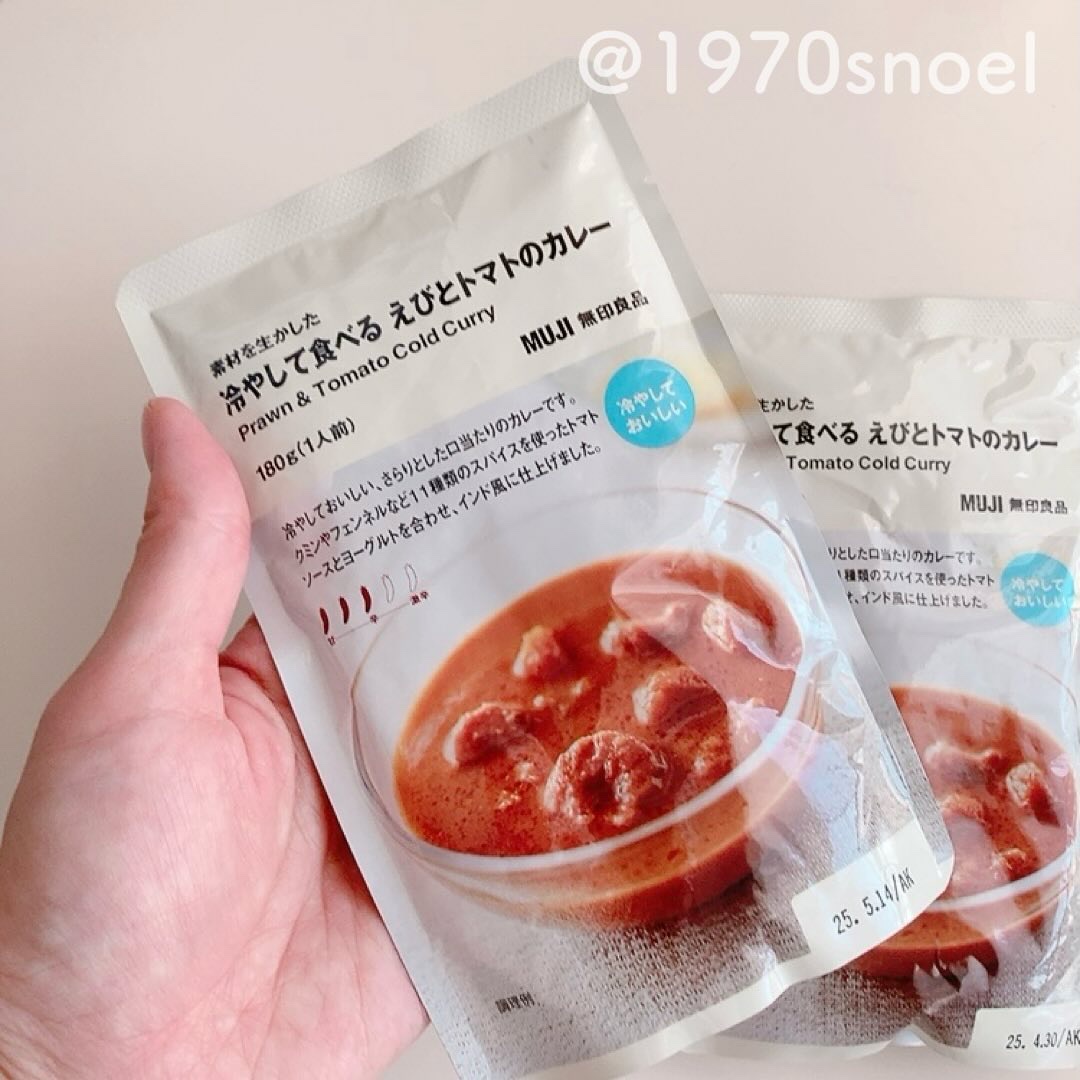 @1970snoel
素材を生かした
冷やして食べる えびとトマトのカレー
Prawn & Tomato Cold Curry
MUJI 無印良品
180g(1人前)
冷やして
おいしい
冷やしておいしい、さらりとした口当たりのカレーです。
クミンやフェンネルなど11種類のスパイスを使ったトマト
ソースとヨーグルトを合わせ、インド風に仕上げました。
甘 辛 激辛
25. 5.14/AK
調理例
生かした
て食べる えびとトマトのカレー
Tomato Cold Curry
MUJI 無印良品
りとした口当たりのカレーです。
種類のスパイスを使ったトマト
せ、インド風に仕上げました。
冷やして
おいしい
25. 4.30/AK